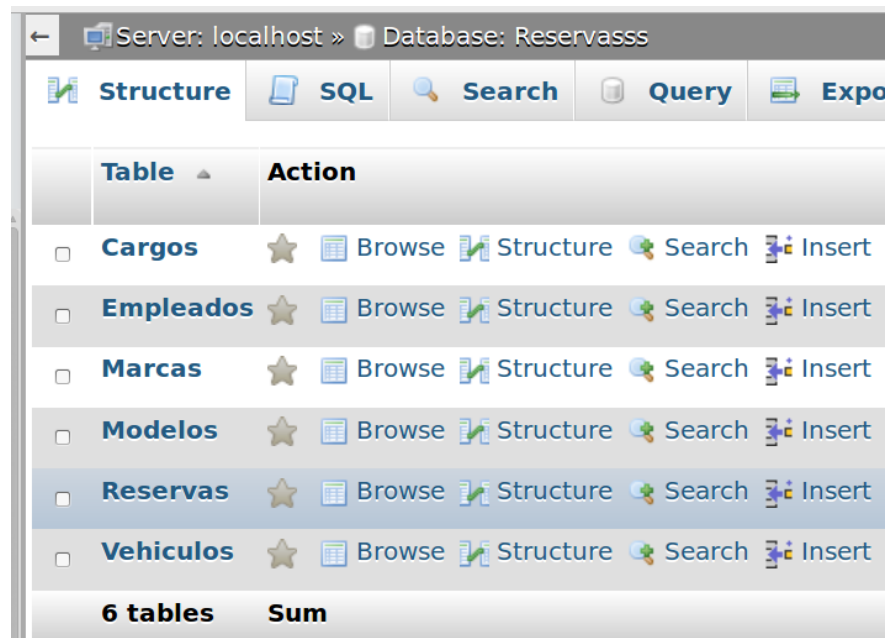 ← Server: localhost » Database: Reservasss
Structure SQL Search Query Expo
Table Action
Cargos Browse Structure Search Insert
Empleados Browse Structure Search Insert
Marcas Browse Structure Search Insert
Modelos Browse Structure Search Insert
Reservas Browse Structure Search Insert
Vehiculos Browse Structure Search Insert
6 tables Sum